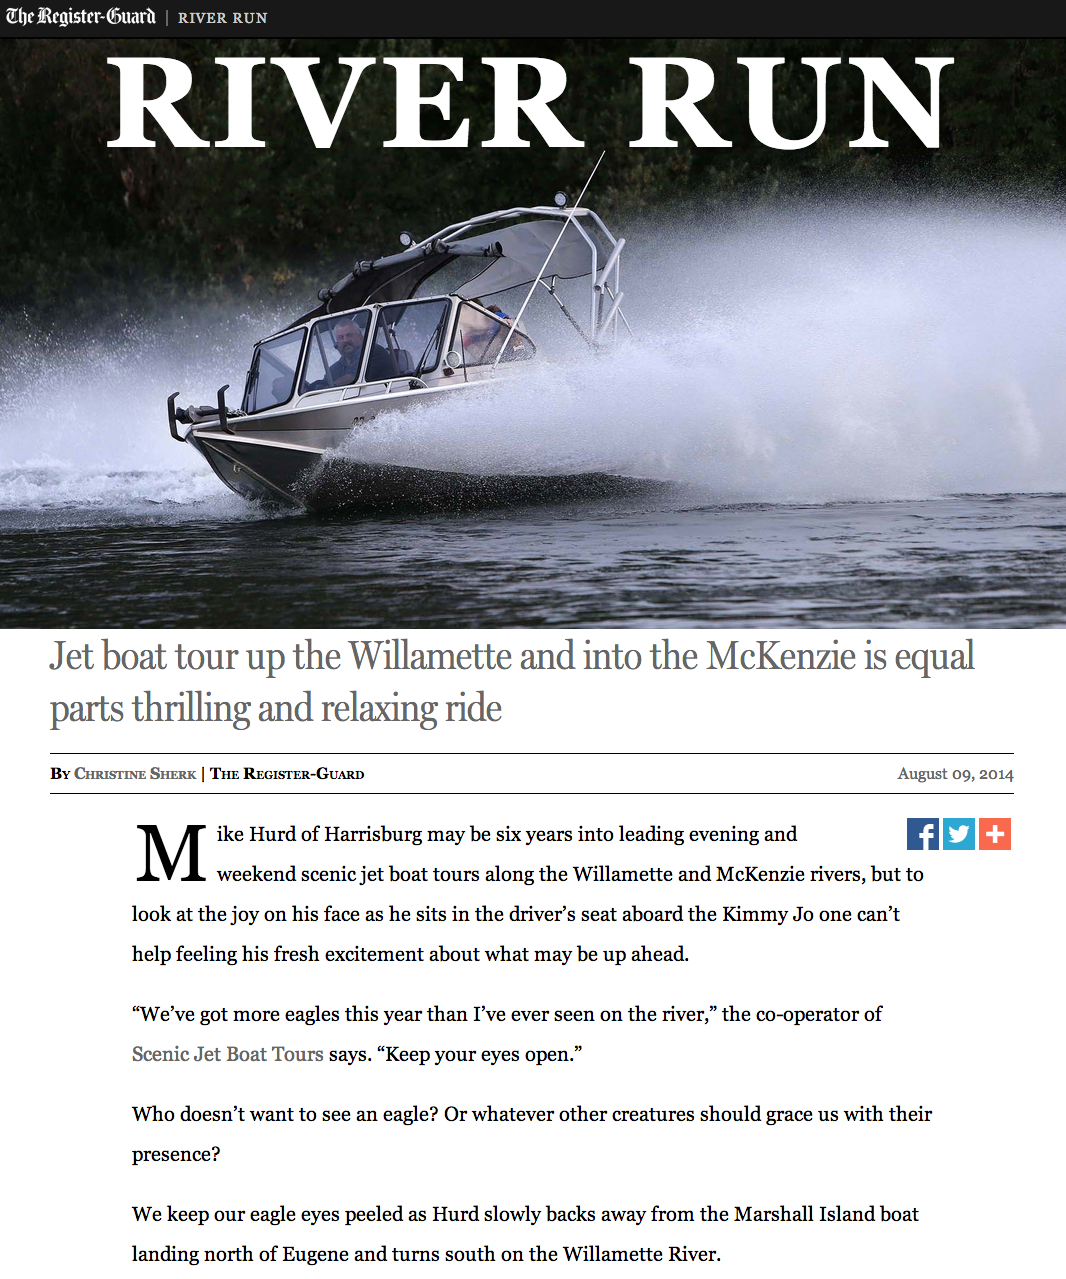 The Register-Guard | RIVER RUN
RIVER RUN
Jet boat tour up the Willamette and into the McKenzie is equal
parts thrilling and relaxing ride
By Christine Sherk | The Register-Guard
August 09, 2014
Mike Hurd of Harrisburg may be six years into leading evening and
weekend scenic jet boat tours along the Willamette and McKenzie rivers, but to
look at the joy on his face as he sits in the driver’s seat aboard the Kimmy Jo one can’t
help feeling his fresh excitement about what may be up ahead.
“We’ve got more eagles this year than I’ve ever seen on the river,” the co-operator of
Scenic Jet Boat Tours says. “Keep your eyes open.”
Who doesn’t want to see an eagle? Or whatever other creatures should grace us with their
presence?
We keep our eagle eyes peeled as Hurd slowly backs away from the Marshall Island boat
landing north of Eugene and turns south on the Willamette River.